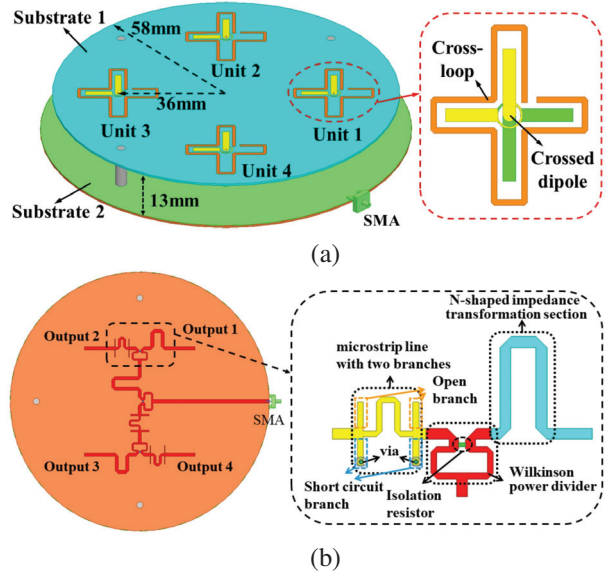 Substrate 1
58mm
Unit 2
36mm
Unit 3
Unit 1
Unit 4
Substrate 2
13mm
SMA
Cross-
loop
Crossed
dipole
(a)
Output 2
Output 1
SMA
Output 3
Output 4
N-shaped impedance
transformation section
microstrip line
with two branches
Open
branch
via
Short circuit
branch
Isolation
resistor
Wilkinson
power divider
(b)